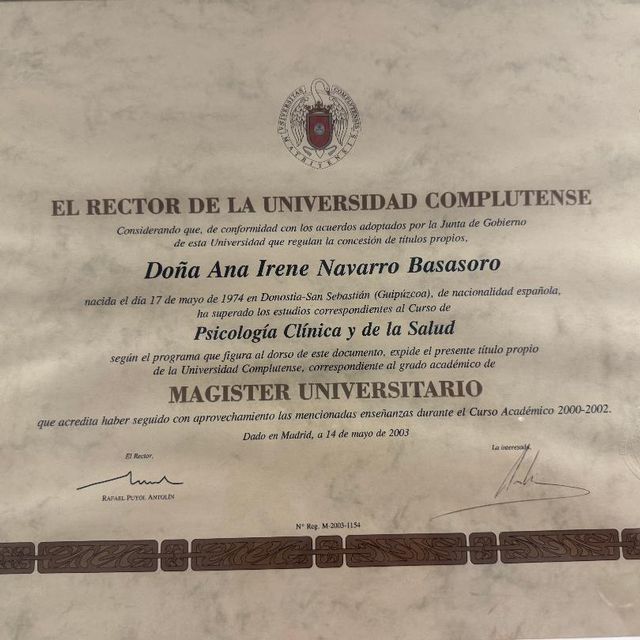 UNIVERSITAS COMPLUTENSIS MATRITENSIS
EL RECTOR DE LA UNIVERSIDAD COMPLUTENSE
Considerando que, de conformidad con los acuerdos adoptados por la Junta de Gobierno
de esta Universidad que regulan la concesión de títulos propios,
Doña Ana Irene Navarro Basasoro
nacida el día 17 de mayo de 1974 en Donostia-San Sebastián (Guipúzcoa), de nacionalidad española,
ha superado los estudios correspondientes al Curso de
Psicología Clínica y de la Salud
según el programa que figura al dorso de este documento, expide el presente título propio
de la Universidad Complutense, correspondiente al grado académico de
MAGISTER UNIVERSITARIO
que acredita haber seguido con aprovechamiento las mencionadas enseñanzas durante el Curso Académico 2000-2002.
Dado en Madrid, a 14 de mayo de 2003
El Rector,
La interesada,
RAFAEL PUYOL ANTOLÍN
Nº Reg. M-2003-1154